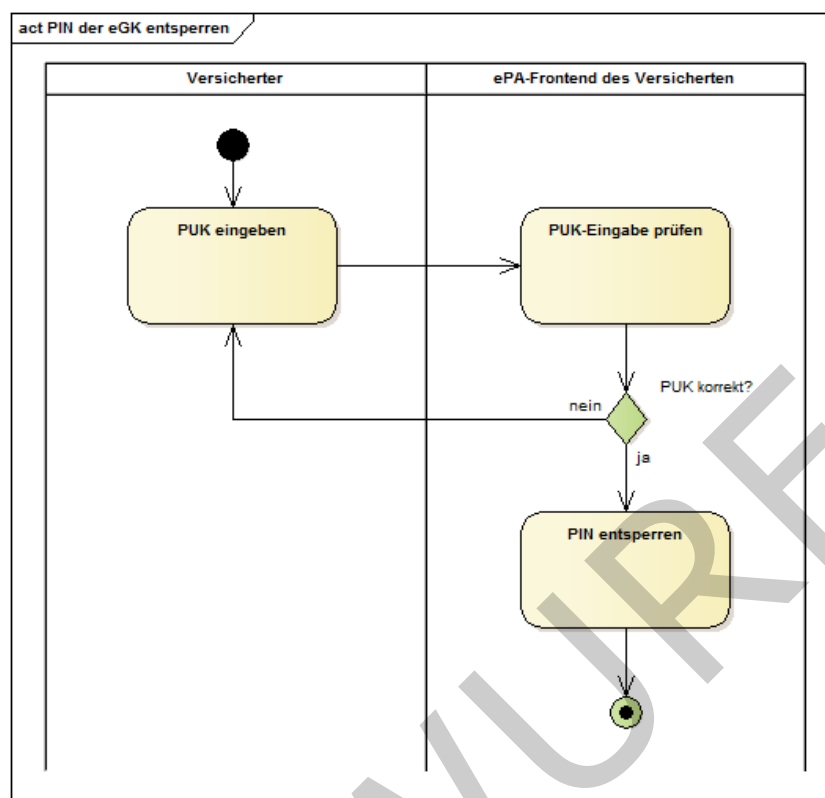 act PIN der eGK entsperren
Versicherter
ePA-Frontend des Versicherten
PUK eingeben
PUK-Eingabe prüfen
PUK korrekt?
nein
ja
PIN entsperren